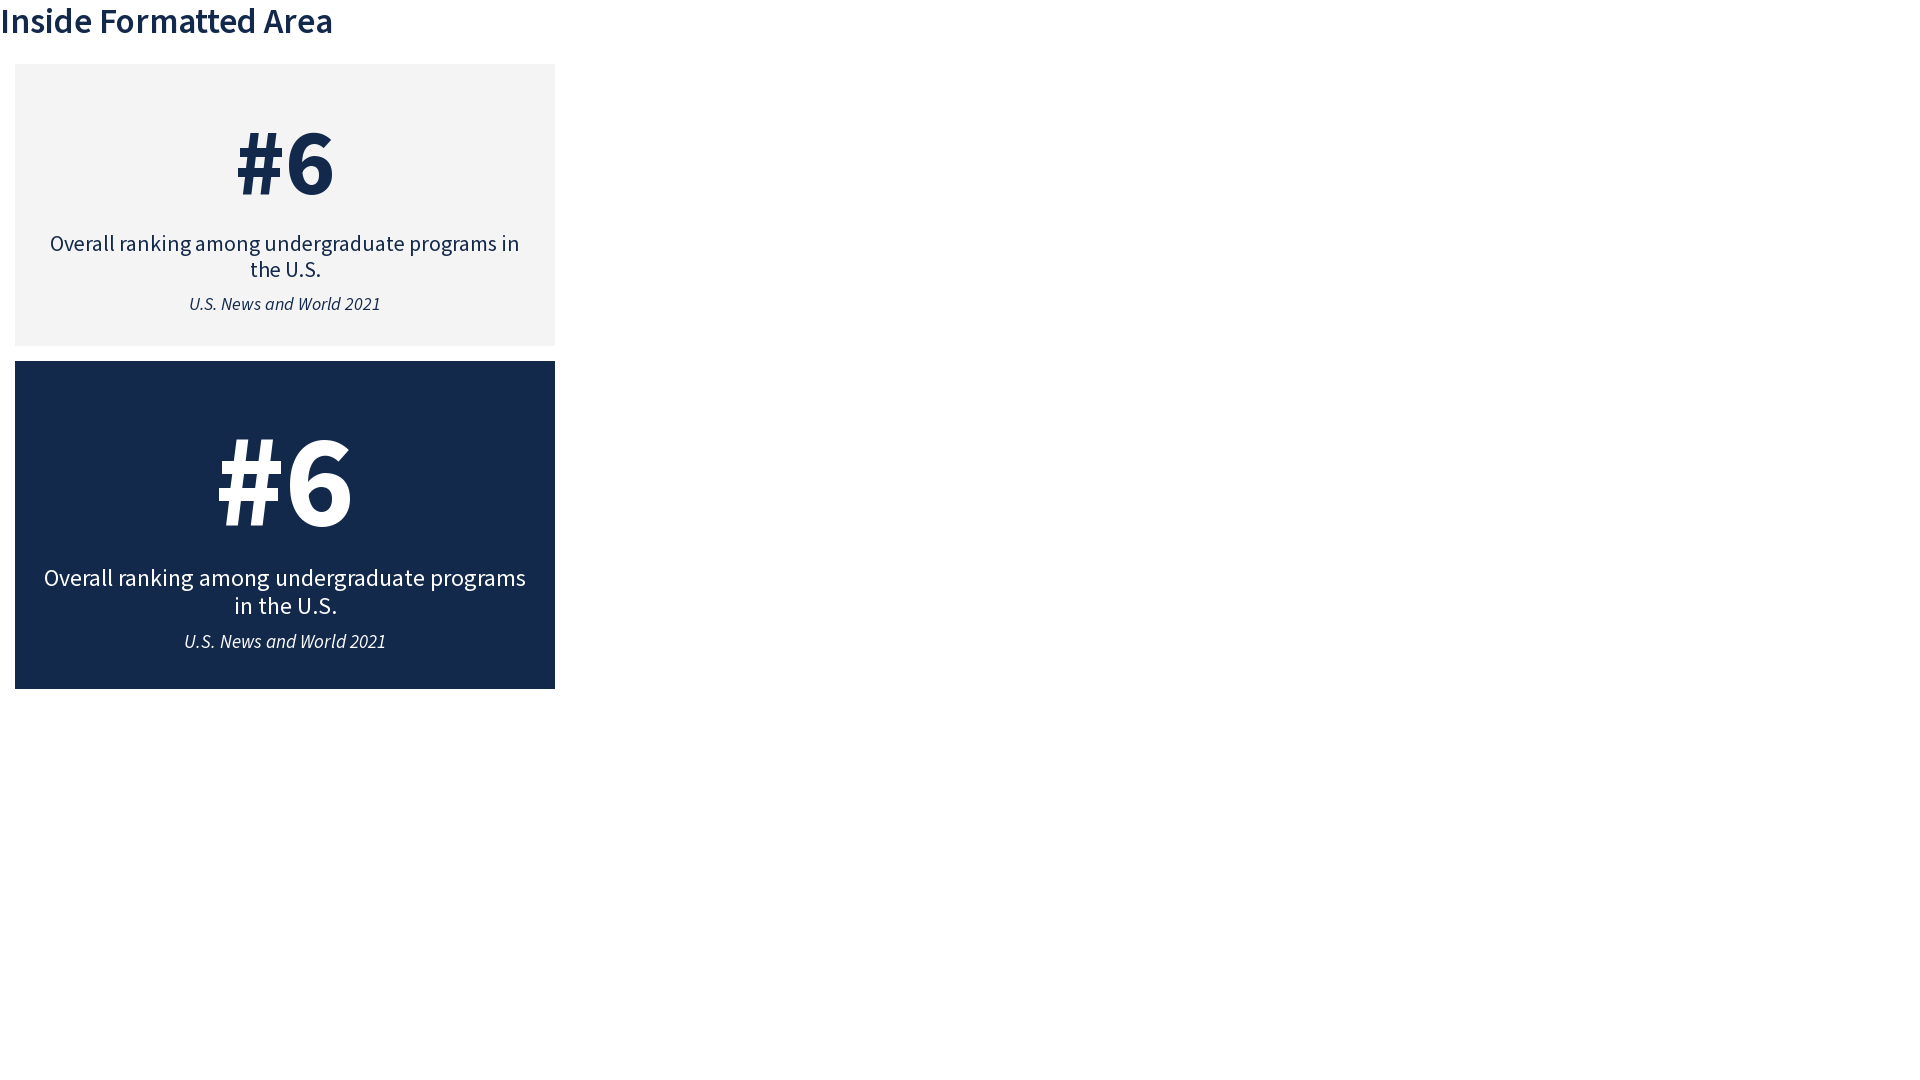 Inside Formatted Area
#6
Overall ranking among undergraduate programs in
the U.S.
U.S. News and World 2021
#6
Overall ranking among undergraduate programs
in the U.S.
U.S. News and World 2021